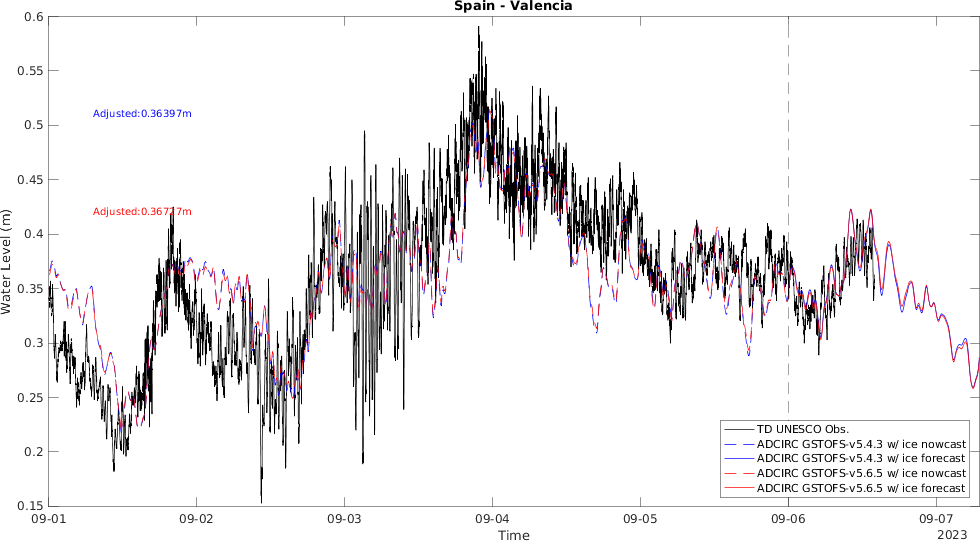 Spain - Valencia
0.6
0.55
0.5
0.45
0.4
0.35
0.3
0.25
0.2
0.15
Water Level (m)
Adjusted:0.36397m
Adjusted:0.36727m
TD UNESCO Obs.
ADCIRC GSTOFS-v5.4.3 w/ ice nowcast
ADCIRC GSTOFS-v5.4.3 w/ ice forecast
ADCIRC GSTOFS-v5.6.5 w/ ice nowcast
ADCIRC GSTOFS-v5.6.5 w/ ice forecast
09-01 09-02 09-03 09-04 09-05 09-06 09-07
Time
2023